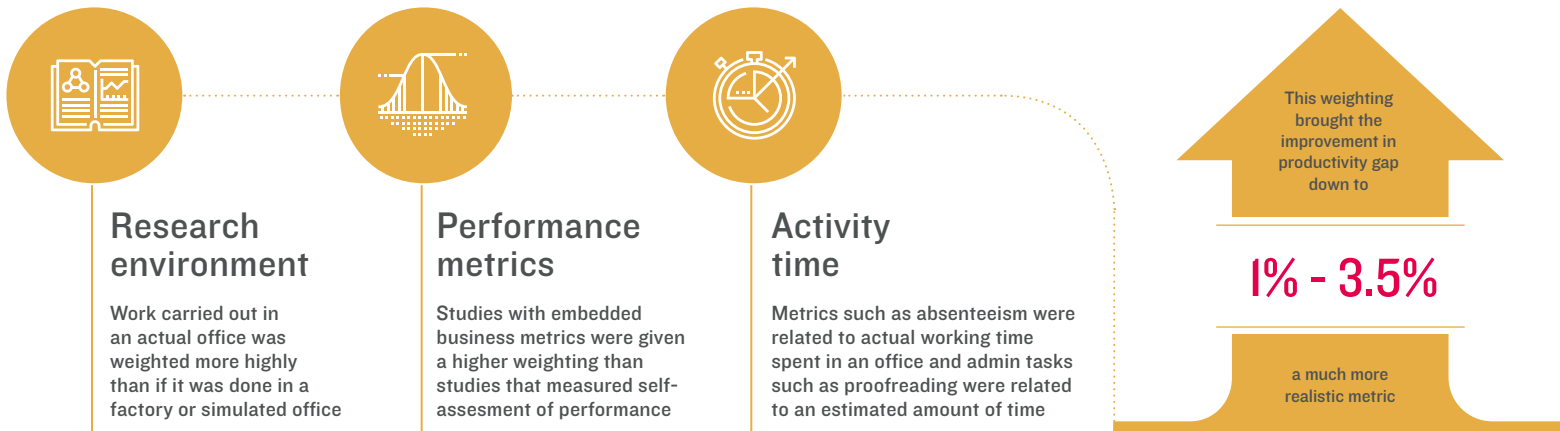 Research
environment
Work carried out in
an actual office was
weighted more highly
than if it was done in a
factory or simulated office
Performance
metrics
Studies with embedded
business metrics were given
a higher weighting than
studies that measured self-
assesment of performance
Activity
time
Metrics such as absenteeism were
related to actual working time
spent in an office and admin tasks
such as proofreading were related
to an estimated amount of time
This weighting
brought the
improvement in
productivity gap
down to
1% - 3.5%
a much more
realistic metric